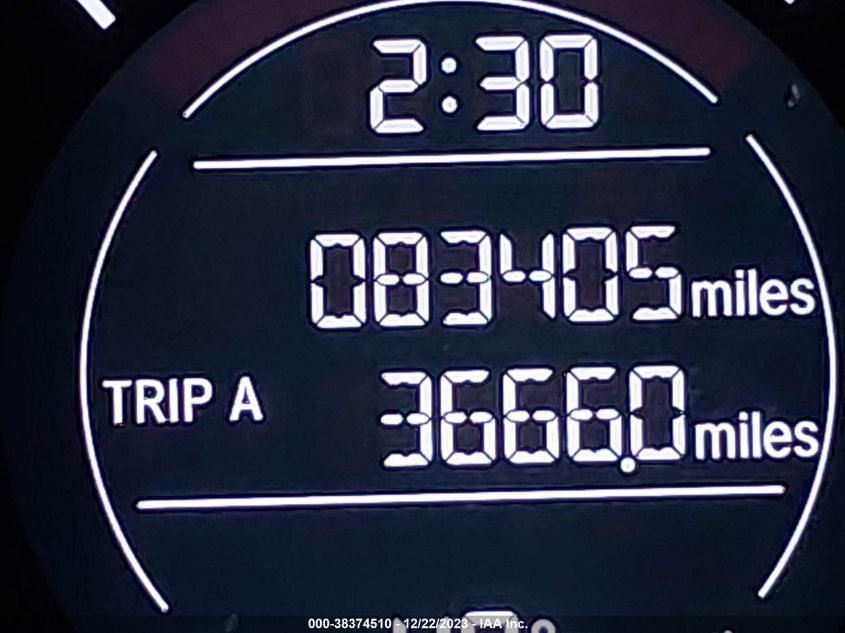 2:30
083405 miles
TRIP A 3666.0 miles
000-38374510 - 12/22/2023 - IAA Inc.